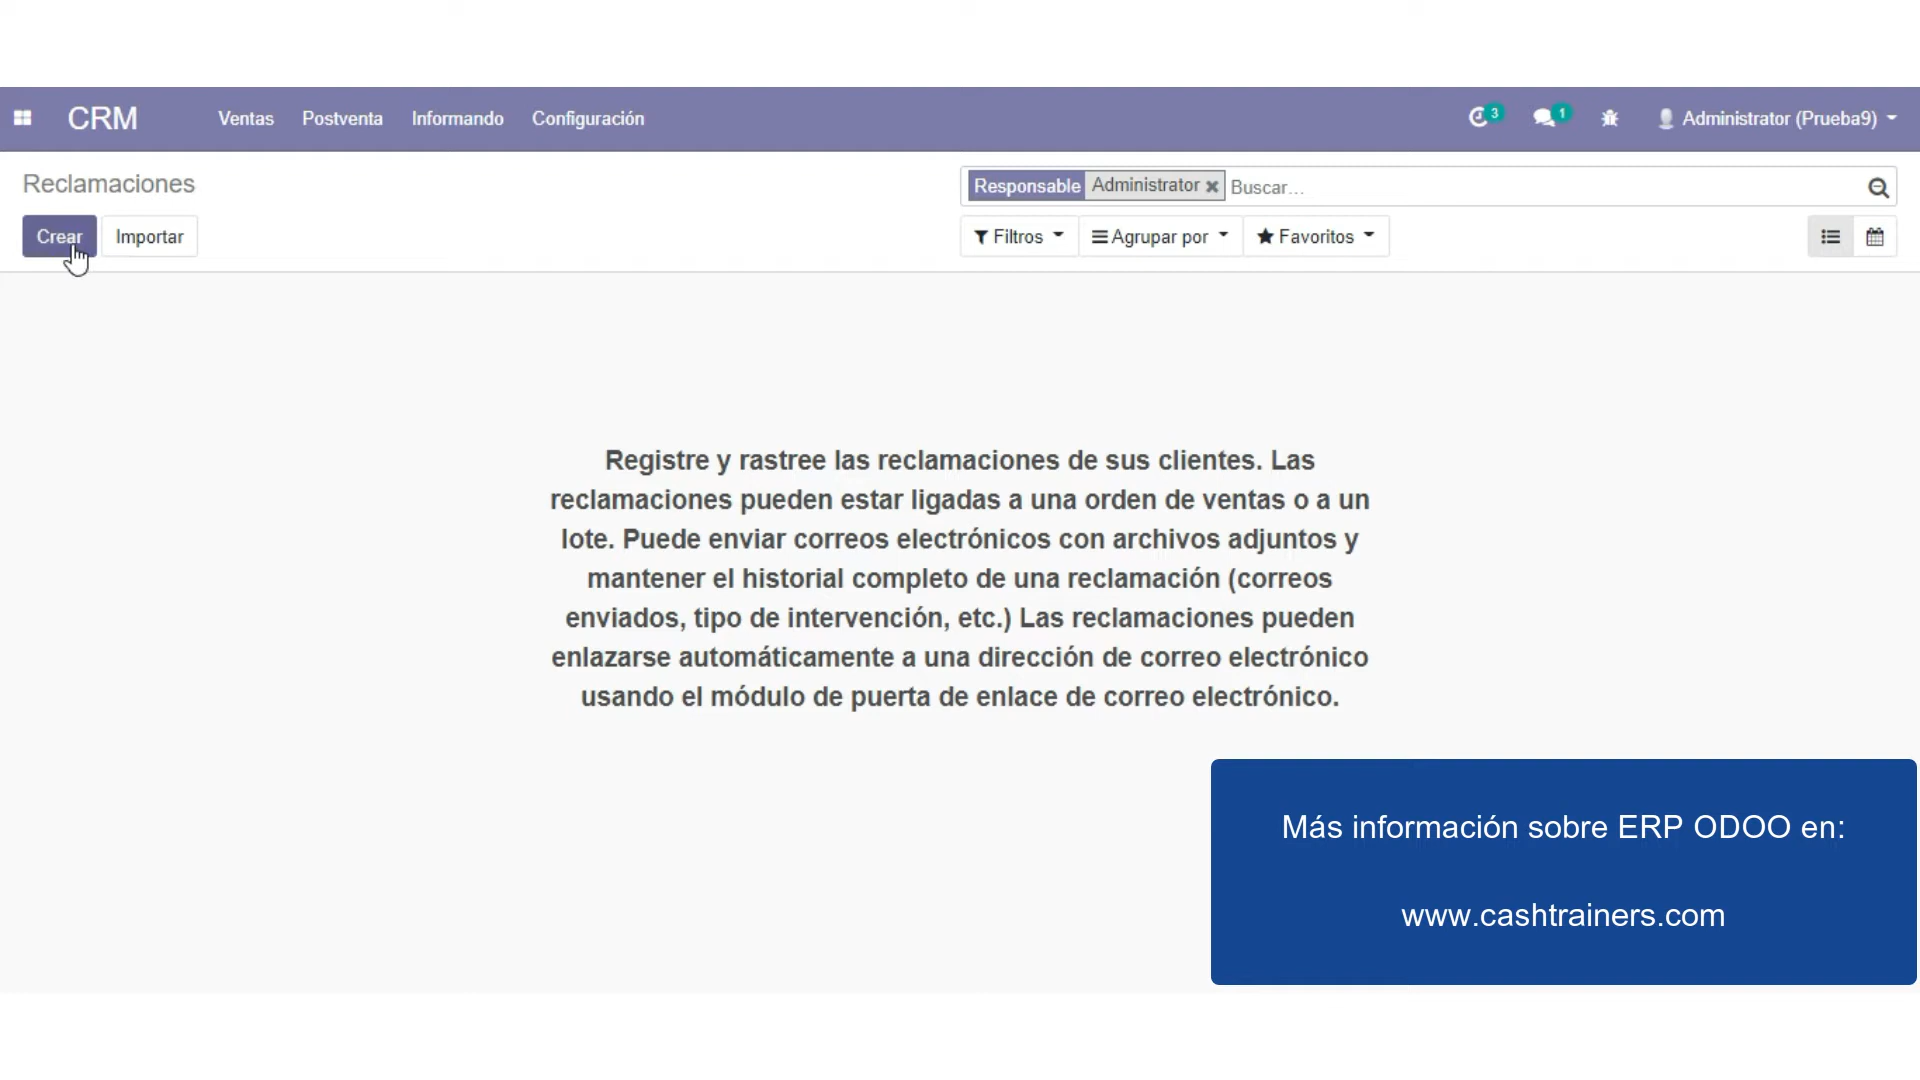 CRM
Ventas Postventa Informando Configuración
3 1 Administrator (Prueba9)
Reclamaciones
Responsable Administrator Buscar...
Crear Importar
Filtros Agrupar por Favoritos
Registre y rastree las reclamaciones de sus clientes. Las
reclamaciones pueden estar ligadas a una orden de ventas o a un
lote. Puede enviar correos electrónicos con archivos adjuntos y
mantener el historial completo de una reclamación (correos
enviados, tipo de intervención, etc.) Las reclamaciones pueden
enlazarse automáticamente a una dirección de correo electrónico
usando el módulo de puerta de enlace de correo electrónico.
Más información sobre ERP ODOO en:
www.cashtrainers.com